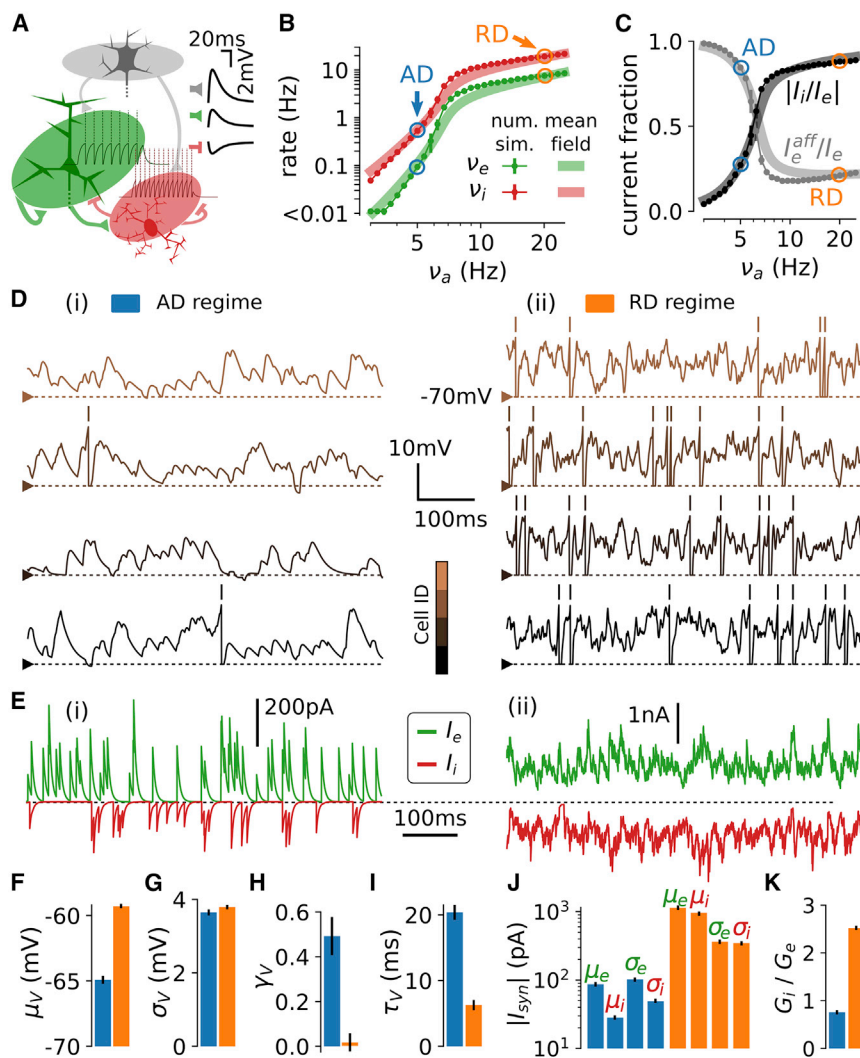 A
20ms
2mV
B
rate (Hz)
10
1
0.1
<0.01
AD
RD
num. sim.
mean field
νe
νi
5
10
20
νa (Hz)
C
current fraction
1.0
0.5
0.0
AD
|Ii/Ie|
Ie^aff/Ie
RD
5
10
20
νa (Hz)
D
(i) AD regime
(ii) RD regime
-70mV
10mV
100ms
Cell ID
E
(i)
200pA
Ie
Ii
(ii)
1nA
100ms
F
μV (mV)
-60
-65
-70
G
σV (mV)
4
2
0
H
γV
0.6
0.4
0.2
0.0
I
τV (ms)
20
10
0
J
|Isyn| (pA)
10³
10²
10¹
μe
μi
σe
σi
μe
μi
σe
σi
K
Gi / Ge
3
2
1
0